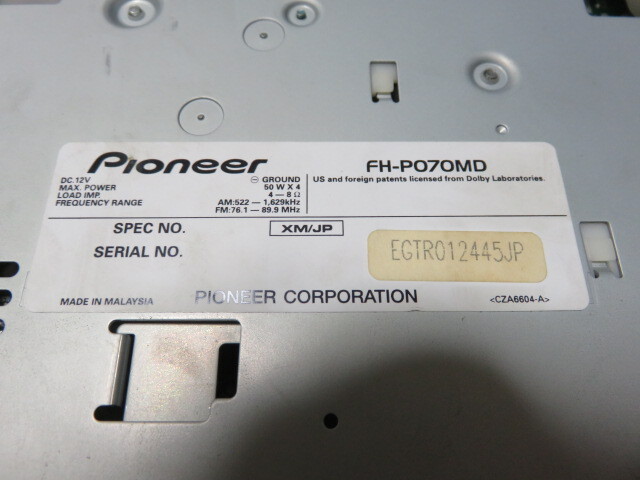 Pioneer
FH-P070MD
DC.12V ⊖ GROUND
MAX. POWER 50 W X 4
LOAD IMP. 4 — 8 Ω
FREQUENCY RANGE AM:522 — 1,629kHz
FM:76.1 — 89.9 MHz
US and foreign patents licensed from Dolby Laboratories.
SPEC NO. XM/JP
SERIAL NO. EGTR012445JP
MADE IN MALAYSIA PIONEER CORPORATION <CZA6604-A>